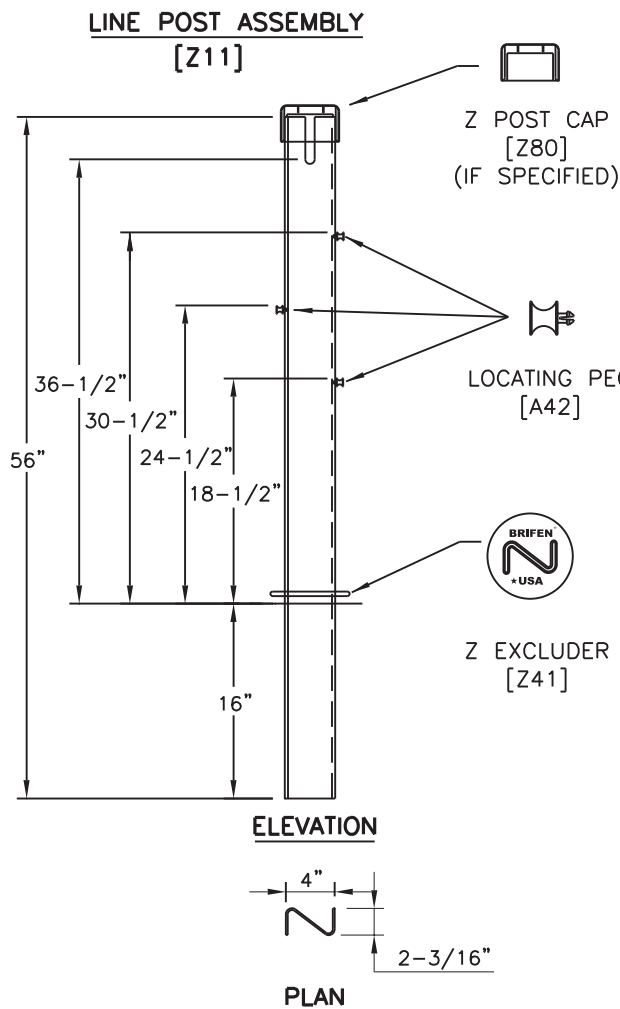 LINE POST ASSEMBLY
[Z11]
Z POST CAP
[Z80]
(IF SPECIFIED)
36-1/2"
30-1/2"
24-1/2"
18-1/2"
56"
LOCATING PEG
[A42]
BRIFEN
USA
Z EXCLUDER
[Z41]
16"
ELEVATION
4"
2-3/16"
PLAN